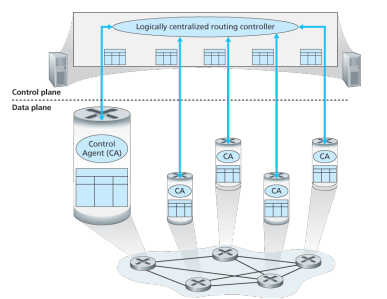 Logically centralized routing controller
Control plane
Data plane
Control
Agent (CA)
CA
CA
CA
CA